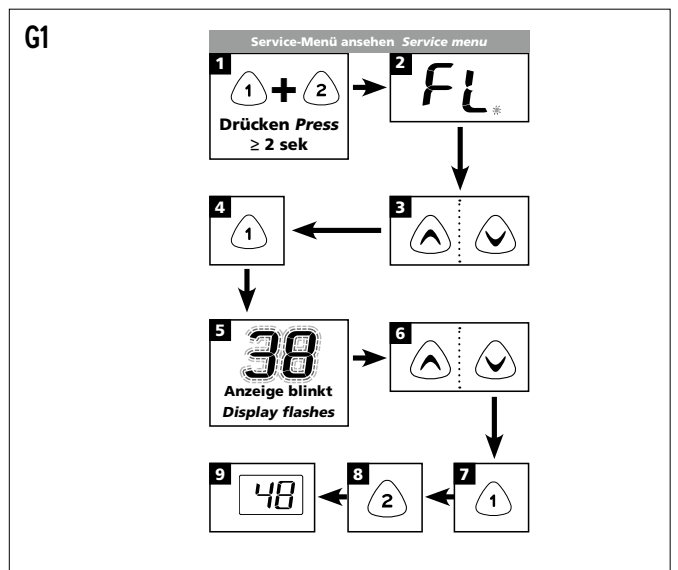 G1
Service-Menü ansehen Service menu
1
1 + 2
Drücken Press
≥ 2 sek
2
FL
4
1
3
5
38
Anzeige blinkt
Display flashes
6
9
48
8
2
7
1